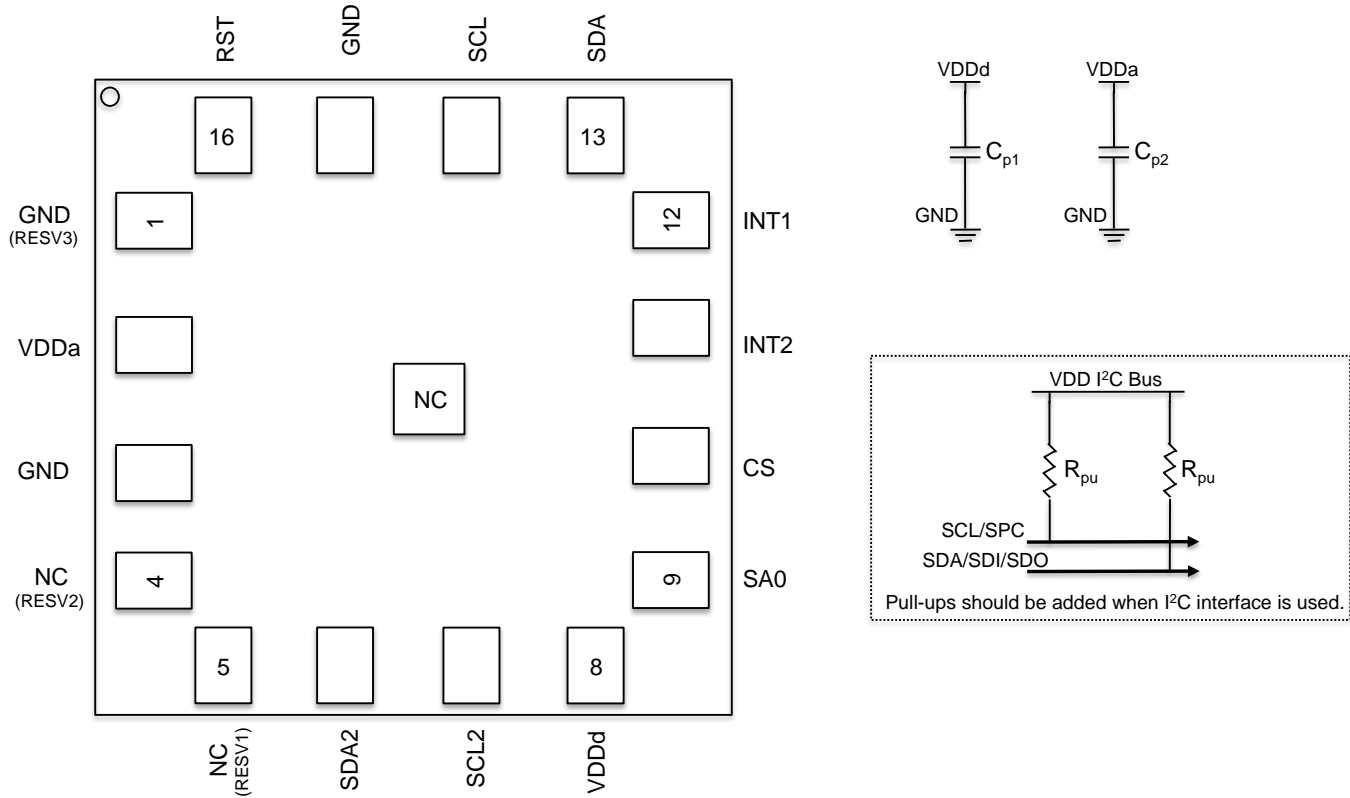 RST
GND
SCL
SDA
16
13
GND
(RESV3)
1
12
INT1
VDDa
INT2
NC
GND
CS
NC
(RESV2)
4
9
SA0
5
8
NC
(RESV1)
SDA2
SCL2
VDDd
VDDd
VDDa
Cp1
Cp2
GND
GND
VDD I²C Bus
Rpu
Rpu
SCL/SPC
SDA/SDI/SDO
Pull-ups should be added when I²C interface is used.